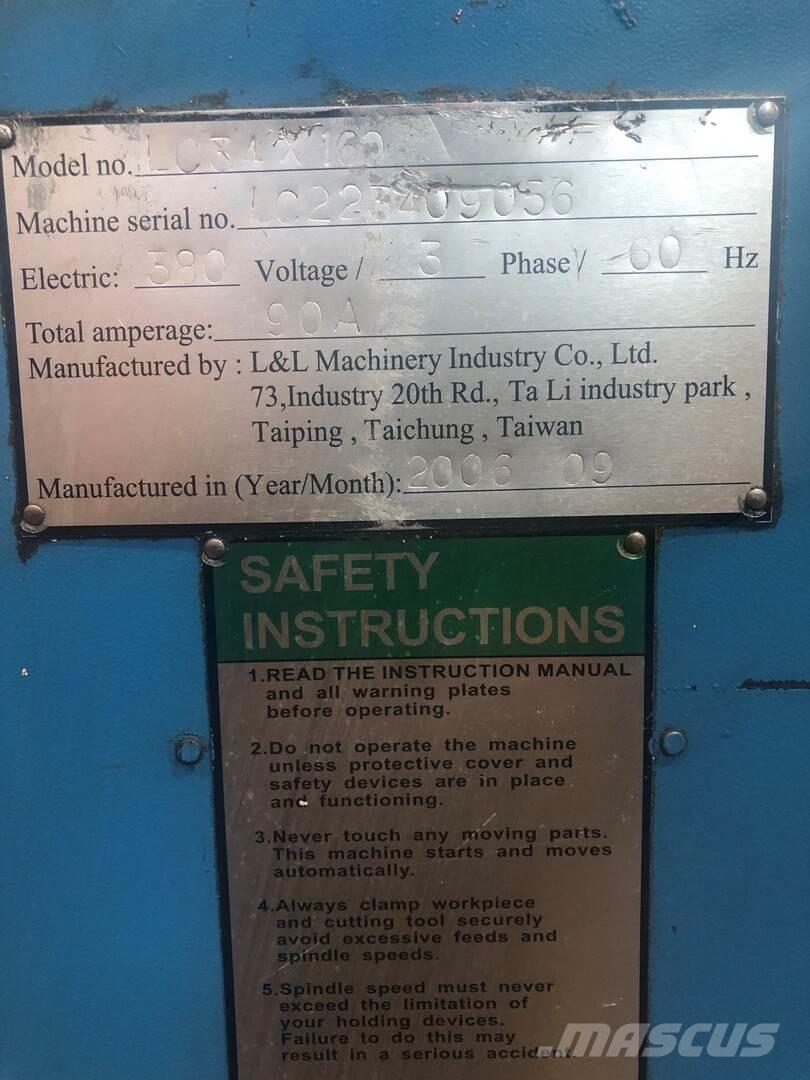 Model no. LC34 X 160
Machine serial no. LC223409056
Electric: 380 Voltage / 3 Phase / 60 Hz
Total amperage: 90A
Manufactured by : L&L Machinery Industry Co., Ltd.
73,Industry 20th Rd., Ta Li industry park ,
Taiping , Taichung , Taiwan
Manufactured in (Year/Month): 2006 09
SAFETY
INSTRUCTIONS
1.READ THE INSTRUCTION MANUAL
and all warning plates
before operating.
2.Do not operate the machine
unless protective cover and
safety devices are in place
and functioning.
3.Never touch any moving parts.
This machine starts and moves
automatically.
4.Always clamp workpiece
and cutting tool securely
avoid excessive feeds and
spindle speeds.
5.Spindle speed must never
exceed the limitation of
your holding devices.
Failure to do this may
result in a serious accident.
MASCUS